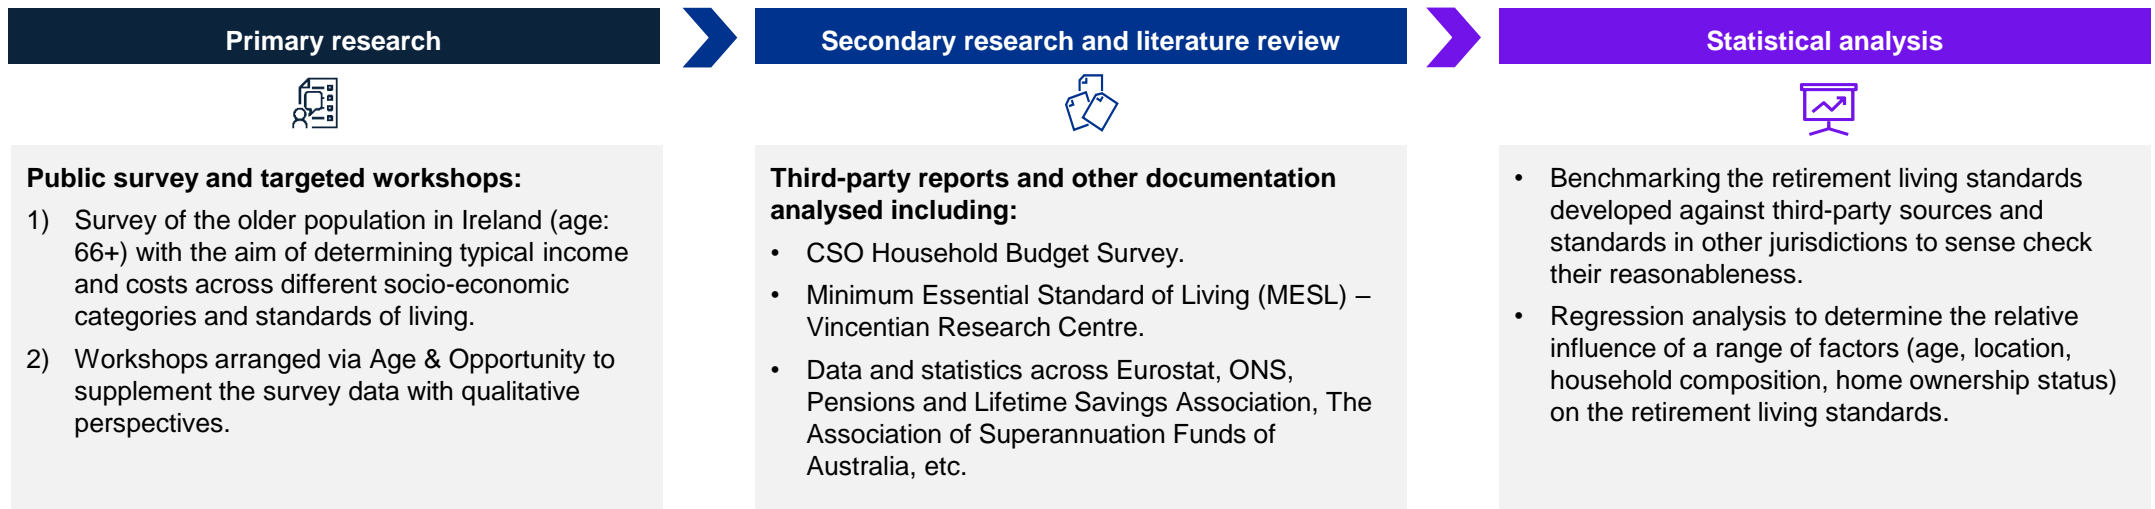 Primary research
Public survey and targeted workshops:
1) Survey of the older population in Ireland (age:
66+) with the aim of determining typical income
and costs across different socio-economic
categories and standards of living.
2) Workshops arranged via Age & Opportunity to
supplement the survey data with qualitative
perspectives.
Secondary research and literature review
Third-party reports and other documentation
analysed including:
• CSO Household Budget Survey.
• Minimum Essential Standard of Living (MESL) –
Vincentian Research Centre.
• Data and statistics across Eurostat, ONS,
Pensions and Lifetime Savings Association, The
Association of Superannuation Funds of
Australia, etc.
Statistical analysis
• Benchmarking the retirement living standards
developed against third-party sources and
standards in other jurisdictions to sense check
their reasonableness.
• Regression analysis to determine the relative
influence of a range of factors (age, location,
household composition, home ownership status)
on the retirement living standards.